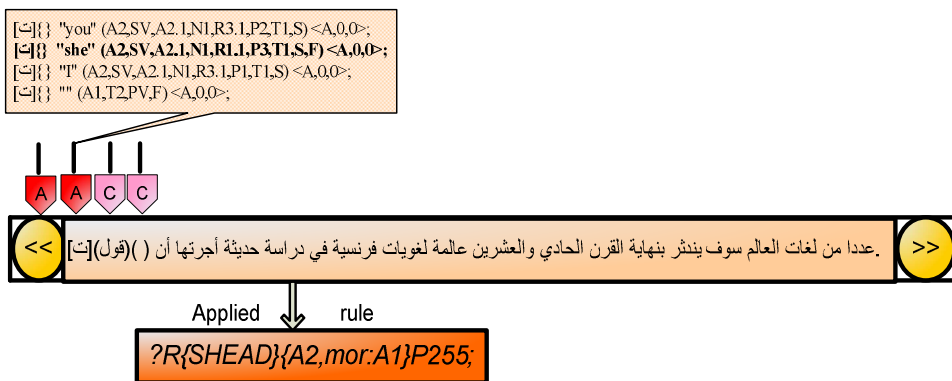 [ت]{} "you" (A2,SV,A2.1,N1,R3.1,P2,T1,S) <A,0,0>;
[ت]{} "she" (A2,SV,A2.1,N1,R1.1,P3,T1,S,F) <A,0,0>;
[ت]{} "I" (A2,SV,A2.1,N1,R3.1,P1,T1,S) <A,0,0>;
[ت]{} "" (A1,T2,PV,F) <A,0,0>;
A A C C
<< .عددا من لغات العالم سوف يندثر بنهاية القرن الحادي والعشرين عالمة لغويات فرنسية في دراسة حديثة أجرتها أن ( )(قول)[ت] >>
Applied rule
?R{SHEAD}{A2,mor:A1}P255;